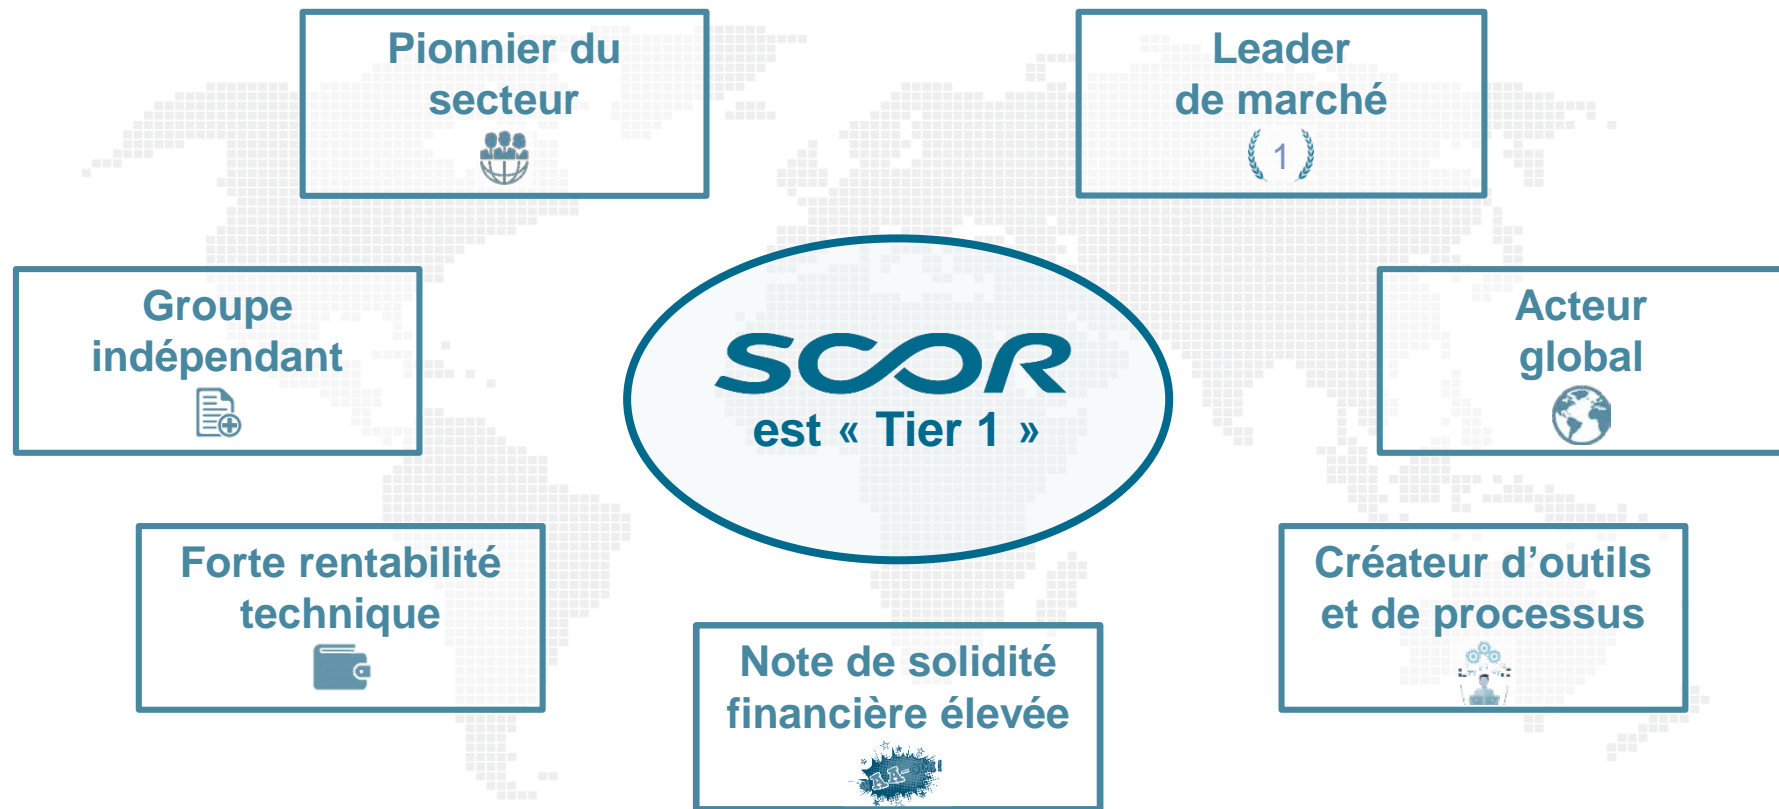 Pionnier du
secteur
Leader
de marché
1
Groupe
indépendant
SCOR
est « Tier 1 »
Acteur
global
Forte rentabilité
technique
Créateur d’outils
et de processus
Note de solidité
financière élevée
AA-